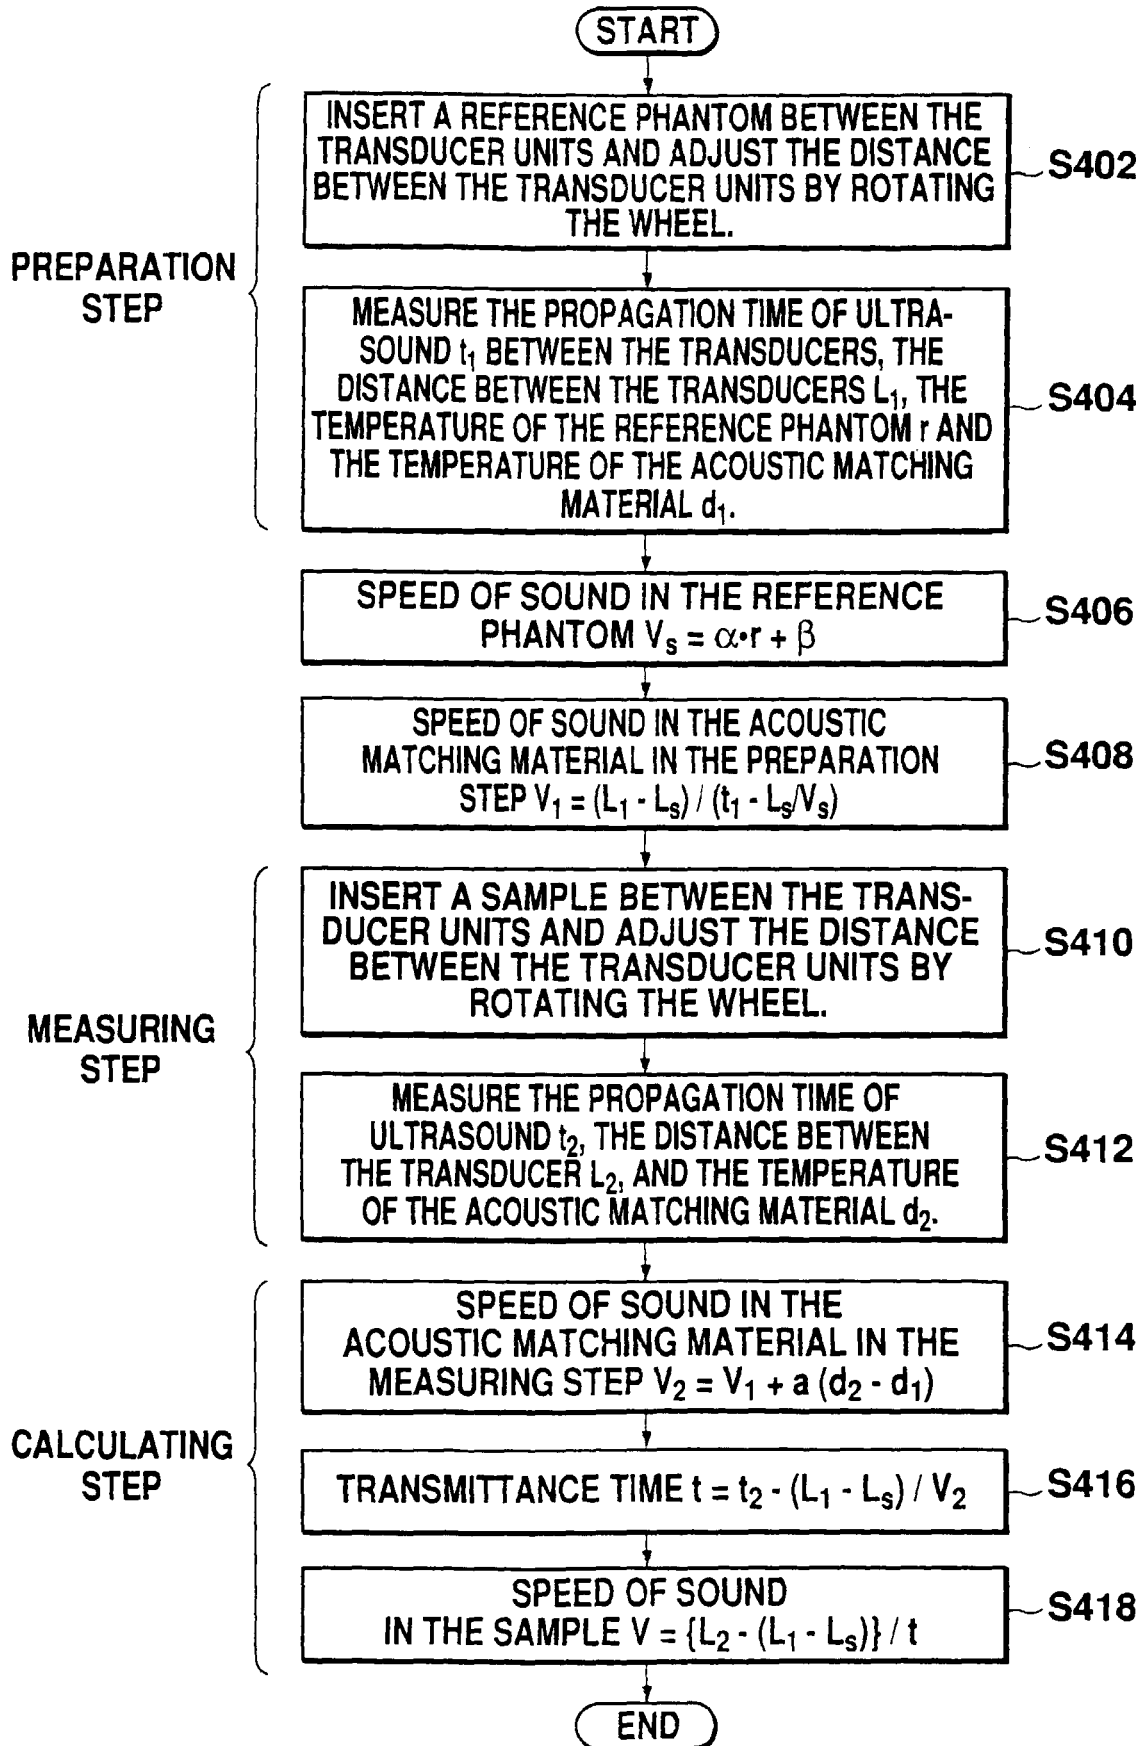 START
PREPARATION
STEP
INSERT A REFERENCE PHANTOM BETWEEN THE
TRANSDUCER UNITS AND ADJUST THE DISTANCE
BETWEEN THE TRANSDUCER UNITS BY ROTATING
THE WHEEL.
S402
MEASURE THE PROPAGATION TIME OF ULTRA-
SOUND t₁ BETWEEN THE TRANSDUCERS, THE
DISTANCE BETWEEN THE TRANSDUCERS L₁, THE
TEMPERATURE OF THE REFERENCE PHANTOM r AND
THE TEMPERATURE OF THE ACOUSTIC MATCHING
MATERIAL d₁.
S404
SPEED OF SOUND IN THE REFERENCE
PHANTOM Vₛ = α•r + β
S406
SPEED OF SOUND IN THE ACOUSTIC
MATCHING MATERIAL IN THE PREPARATION
STEP V₁ = (L₁ - Lₛ) / (t₁ - Lₛ/Vₛ)
S408
MEASURING
STEP
INSERT A SAMPLE BETWEEN THE TRANS-
DUCER UNITS AND ADJUST THE DISTANCE
BETWEEN THE TRANSDUCER UNITS BY
ROTATING THE WHEEL.
S410
MEASURE THE PROPAGATION TIME OF
ULTRASOUND t₂, THE DISTANCE BETWEEN
THE TRANSDUCER L₂, AND THE TEMPERATURE
OF THE ACOUSTIC MATCHING MATERIAL d₂.
S412
CALCULATING
STEP
SPEED OF SOUND IN THE
ACOUSTIC MATCHING MATERIAL IN THE
MEASURING STEP V₂ = V₁ + a (d₂ - d₁)
S414
TRANSMITTANCE TIME t = t₂ - (L₁ - Lₛ) / V₂
S416
SPEED OF SOUND
IN THE SAMPLE V = {L₂ - (L₁ - Lₛ)} / t
S418
END